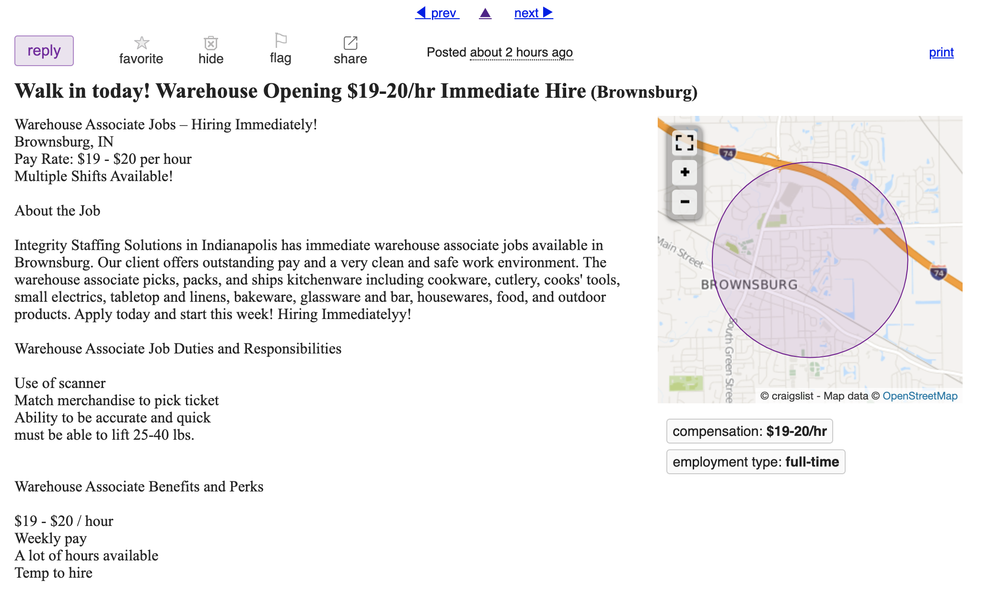 ◀ prev ▲ next ▶
reply favorite hide flag share Posted about 2 hours ago print
Walk in today! Warehouse Opening $19-20/hr Immediate Hire (Brownsburg)
Warehouse Associate Jobs – Hiring Immediately!
Brownsburg, IN
Pay Rate: $19 - $20 per hour
Multiple Shifts Available!
About the Job
Integrity Staffing Solutions in Indianapolis has immediate warehouse associate jobs available in
Brownsburg. Our client offers outstanding pay and a very clean and safe work environment. The
warehouse associate picks, packs, and ships kitchenware including cookware, cutlery, cooks' tools,
small electrics, tabletop and linens, bakeware, glassware and bar, housewares, food, and outdoor
products. Apply today and start this week! Hiring Immediatelyy!
Warehouse Associate Job Duties and Responsibilities
Use of scanner
Match merchandise to pick ticket
Ability to be accurate and quick
must be able to lift 25-40 lbs.
Warehouse Associate Benefits and Perks
$19 - $20 / hour
Weekly pay
A lot of hours available
Temp to hire
+
−
74
74
Main Street
BROWNSBURG
South Green Stree
© craigslist - Map data © OpenStreetMap
compensation: $19-20/hr
employment type: full-time